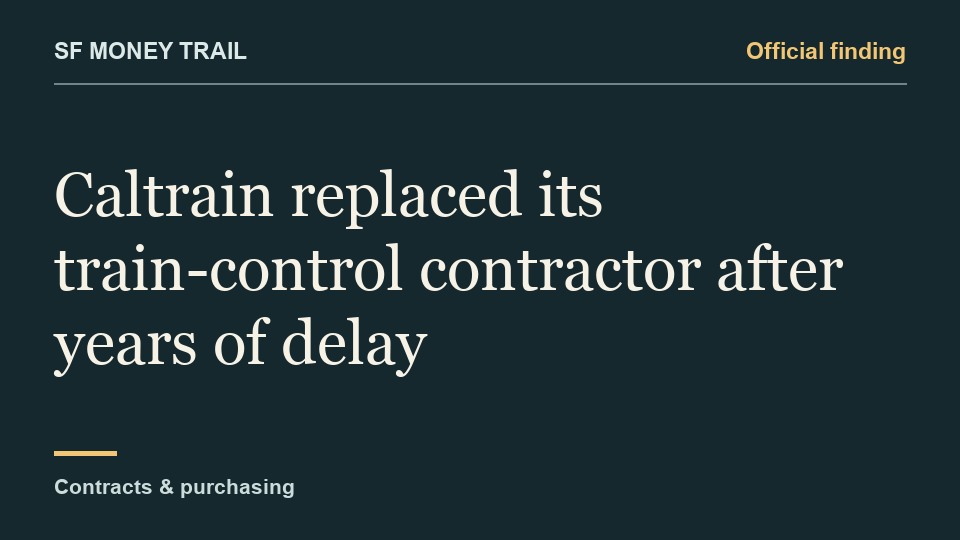 SF MONEY TRAIL
Official finding
Caltrain replaced its
train-control contractor after
years of delay
Contracts & purchasing